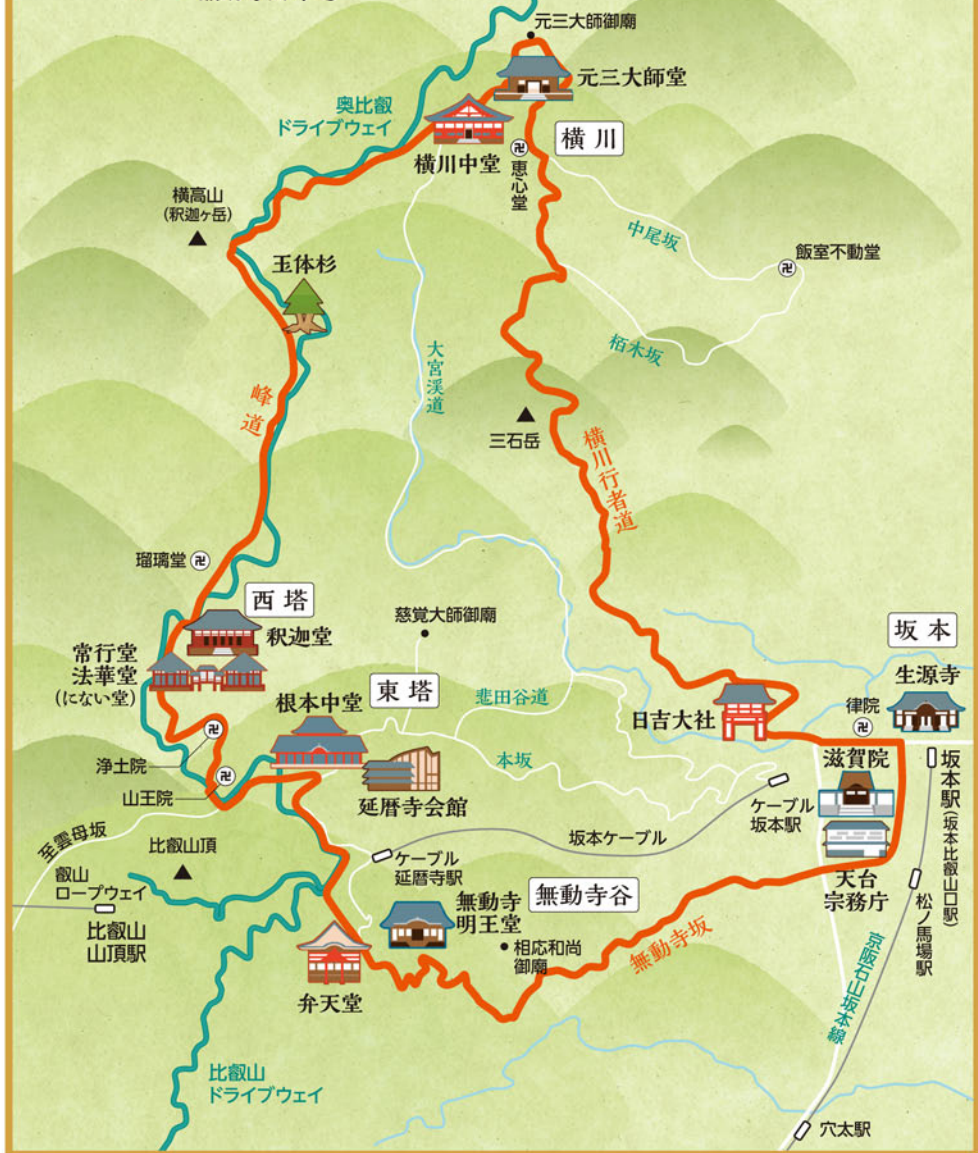 元三大師御廟
元三大師堂
奥比叡
ドライブウェイ
横川
横川中堂
恵心堂
横高山
(釈迦ヶ岳)
中尾坂
飯室不動堂
玉体杉
大宮渓道
栢木坂
峰道
三石岳
横川行者道
瑠璃堂
西塔
釈迦堂
慈覚大師御廟
坂本
常行堂
法華堂
(にない堂)
東塔
根本中堂
悲田谷道
生源寺
律院
日吉大社
浄土院
本坂
滋賀院
山王院
延暦寺会館
ケーブル
坂本駅
坂本駅(坂本比叡山口駅)
坂本ケーブル
至雲母坂
比叡山頂
ケーブル
延暦寺駅
天台
宗務庁
叡山
ロープウェイ
無動寺
明王堂
無動寺谷
松ノ馬場駅
比叡山
山頂駅
相応和尚
御廟
無動寺坂
弁天堂
京阪石山坂本線
比叡山
ドライブウェイ
穴太駅